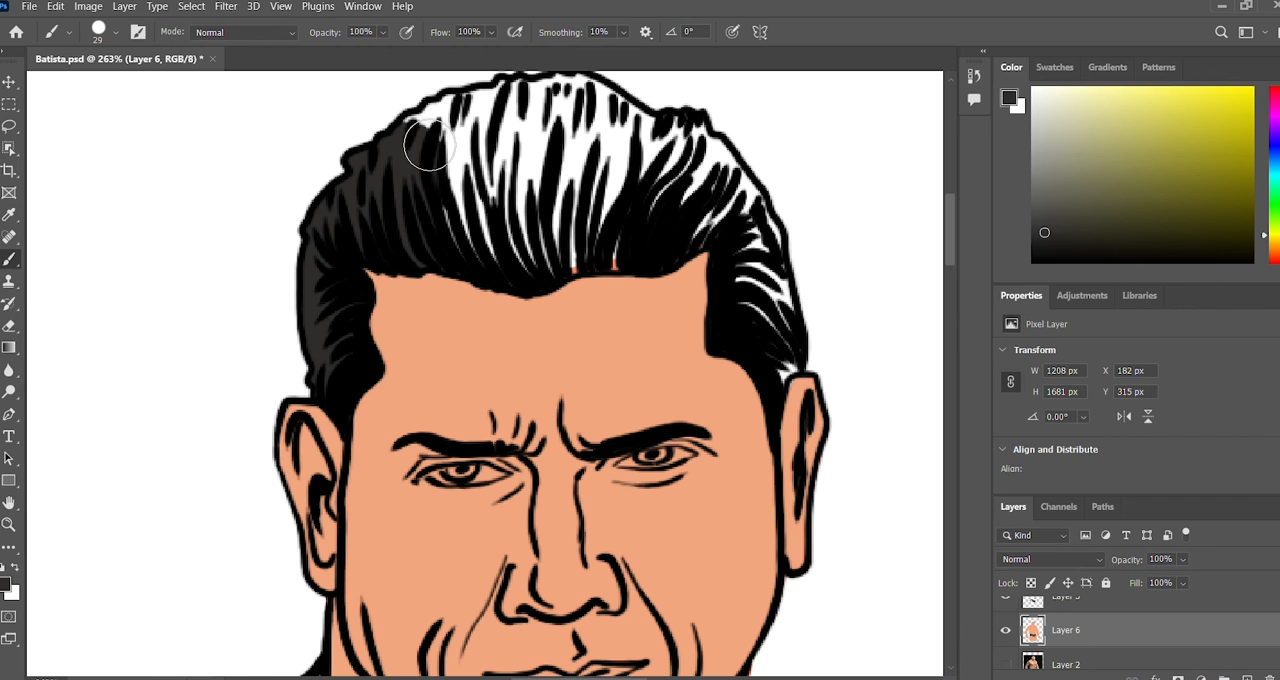 Ps File Edit Image Layer Type Select Filter 3D View Plugins Window Help
29 Mode: Normal Opacity: 100% Flow: 100% Smoothing: 10% 0°
Batista.psd @ 263% (Layer 6, RGB/8) *
Color Swatches Gradients Patterns
Properties Adjustments Libraries
Pixel Layer
Transform
W 1208 px X 182 px
H 1681 px Y 315 px
0.00°
Align and Distribute
Align:
Layers Channels Paths
Kind
Normal Opacity: 100%
Lock: Fill: 100%
Layer 6
Layer 2